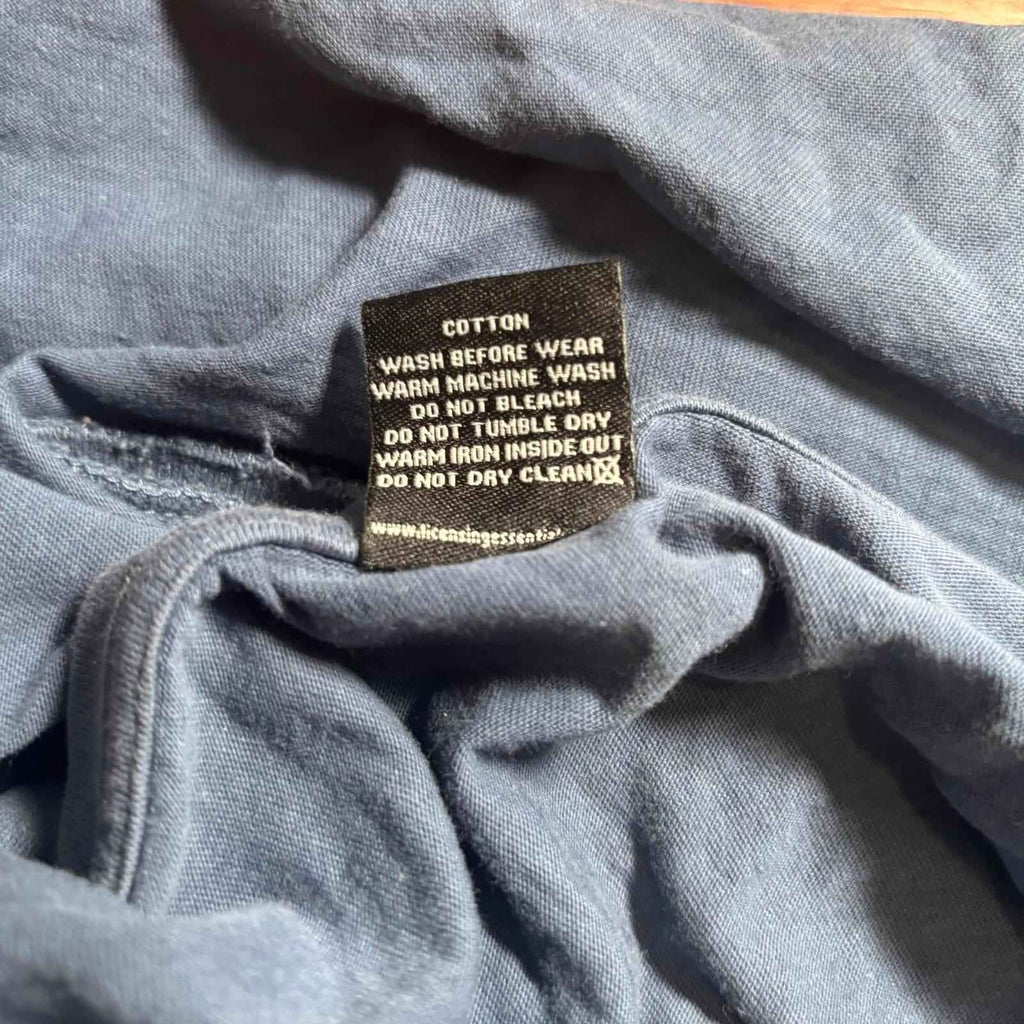 COTTON
WASH BEFORE WEAR
WARM MACHINE WASH
DO NOT BLEACH
DO NOT TUMBLE DRY
WARM IRON INSIDE OUT
DO NOT DRY CLEAN